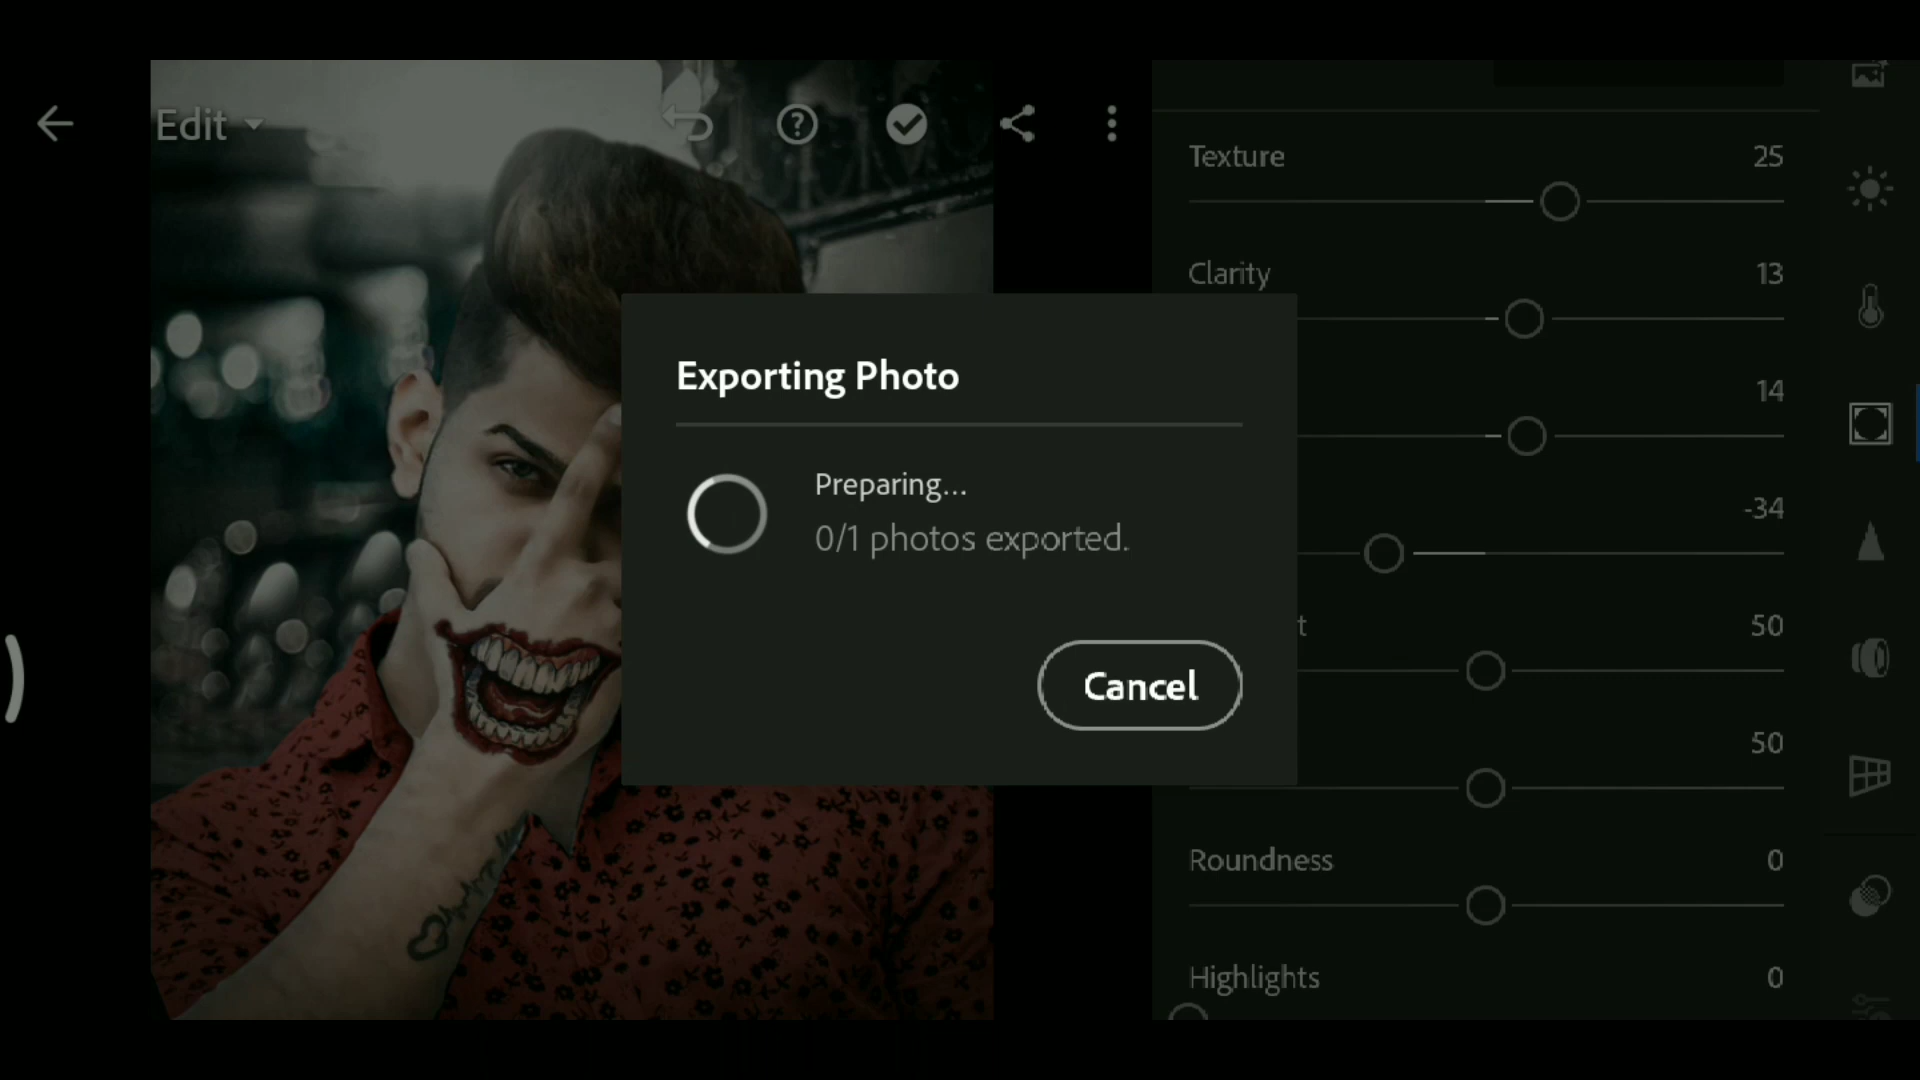 Edit
Texture 25
Clarity 13
14
-34
t 50
50
Roundness 0
Highlights 0
Exporting Photo
Preparing...
0/1 photos exported.
Cancel